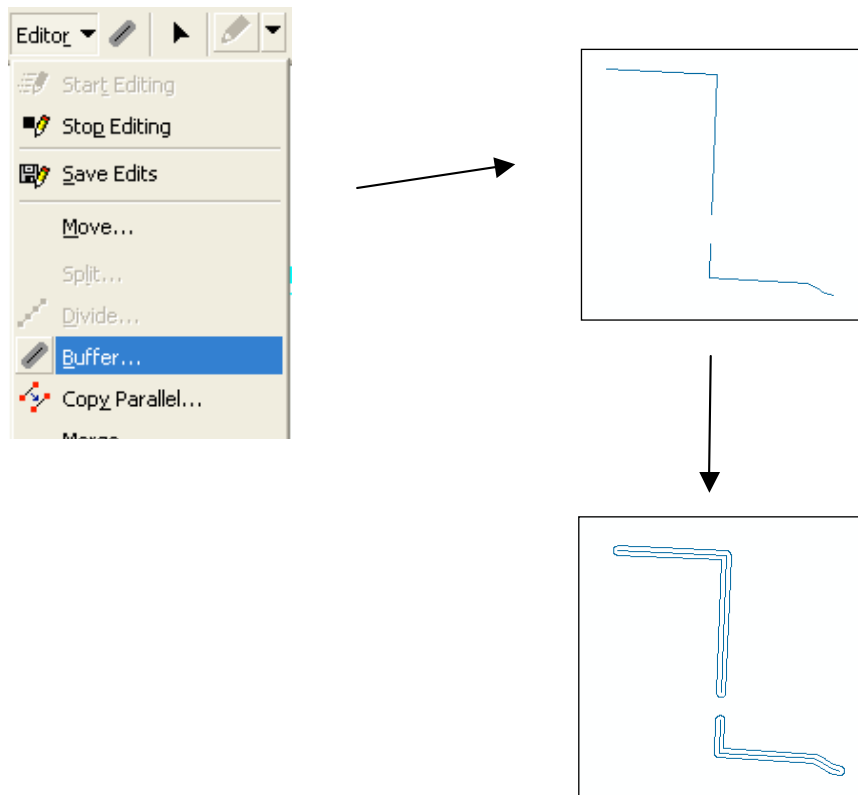 Editor
Start Editing
Stop Editing
Save Edits
Move...
Split...
Divide...
Buffer...
Copy Parallel...